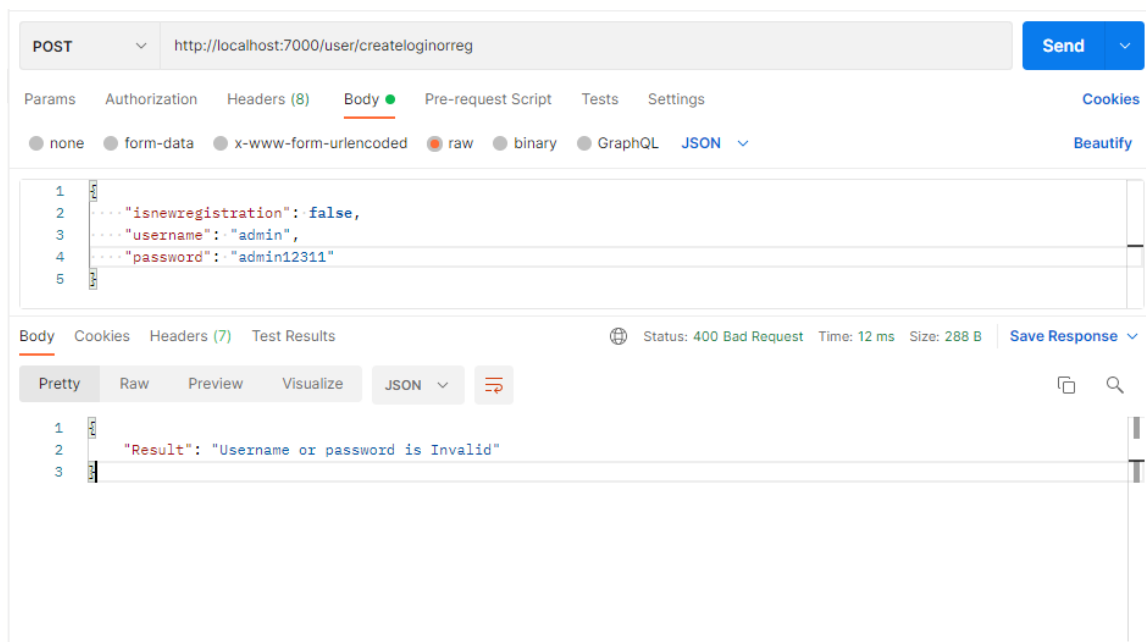 POST http://localhost:7000/user/createloginorreg Send
Params Authorization Headers (8) Body Pre-request Script Tests Settings Cookies
none form-data x-www-form-urlencoded raw binary GraphQL JSON Beautify
1 {
2 "isnewregistration": false,
3 "username": "admin",
4 "password": "admin12311"
5 }
Body Cookies Headers (7) Test Results Status: 400 Bad Request Time: 12 ms Size: 288 B Save Response
Pretty Raw Preview Visualize JSON
1 {
2 "Result": "Username or password is Invalid"
3 }